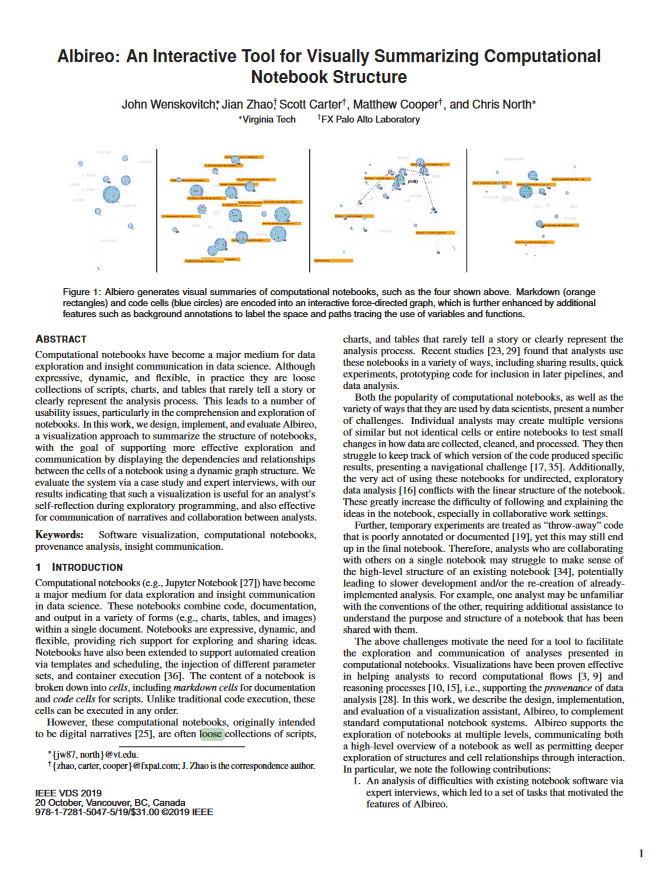 Albireo: An Interactive Tool for Visually Summarizing Computational
Notebook Structure
John Wenskovitch*, Jian Zhao†, Scott Carter†, Matthew Cooper†, and Chris North*
*Virginia Tech †FX Palo Alto Laboratory
Figure 1: Albiero generates visual summaries of computational notebooks, such as the four shown above. Markdown (orange
rectangles) and code cells (blue circles) are encoded into an interactive force-directed graph, which is further enhanced by additional
features such as background annotations to label the space and paths tracing the use of variables and functions.
ABSTRACT
Computational notebooks have become a major medium for data
exploration and insight communication in data science. Although
expressive, dynamic, and flexible, in practice they are loose
collections of scripts, charts, and tables that rarely tell a story or
clearly represent the analysis process. This leads to a number of
usability issues, particularly in the comprehension and exploration of
notebooks. In this work, we design, implement, and evaluate Albireo,
a visualization approach to summarize the structure of notebooks,
with the goal of supporting more effective exploration and
communication by displaying the dependencies and relationships
between the cells of a notebook using a dynamic graph structure. We
evaluate the system via a case study and expert interviews, with our
results indicating that such a visualization is useful for an analyst's
self-reflection during exploratory programming, and also effective
for communication of narratives and collaboration between analysts.
Keywords: Software visualization, computational notebooks,
provenance analysis, insight communication.
1 INTRODUCTION
Computational notebooks (e.g., Jupyter Notebook [27]) have become
a major medium for data exploration and insight communication
in data science. These notebooks combine code, documentation,
and output in a variety of forms (e.g., charts, tables, and images)
within a single document. Notebooks are expressive, dynamic, and
flexible, providing rich support for exploring and sharing ideas.
Notebooks have also been extended to support automated creation
via templates and scheduling, the injection of different parameter
sets, and container execution [36]. The content of a notebook is
broken down into cells, including markdown cells for documentation
and code cells for scripts. Unlike traditional code execution, these
cells can be executed in any order.
However, these computational notebooks, originally intended
to be digital narratives [25], are often loose collections of scripts,
*{jw87, north}@vt.edu.
†{zhao, carter, cooper}@fxpal.com; J. Zhao is the correspondence author.
IEEE VDS 2019
20 October, Vancouver, BC, Canada
978-1-7281-5047-5/19/$31.00 ©2019 IEEE
charts, and tables that rarely tell a story or clearly represent the
analysis process. Recent studies [23, 29] found that analysts use
these notebooks in a variety of ways, including sharing results, quick
experiments, prototyping code for inclusion in later pipelines, and
data analysis.
Both the popularity of computational notebooks, as well as the
variety of ways that they are used by data scientists, present a number
of challenges. Individual analysts may create multiple versions
of similar but not identical cells or entire notebooks to test small
changes in how data are collected, cleaned, and processed. They then
struggle to keep track of which version of the code produced specific
results, presenting a navigational challenge [17, 35]. Additionally,
the very act of using these notebooks for undirected, exploratory
data analysis [16] conflicts with the linear structure of the notebook.
These greatly increase the difficulty of following and explaining the
ideas in the notebook, especially in collaborative work settings.
Further, temporary experiments are treated as "throw-away" code
that is poorly annotated or documented [19], yet this may still end
up in the final notebook. Therefore, analysts who are collaborating
with others on a single notebook may struggle to make sense of
the high-level structure of an existing notebook [34], potentially
leading to slower development and/or the re-creation of already-
implemented analysis. For example, one analyst may be unfamiliar
with the conventions of the other, requiring additional assistance to
understand the purpose and structure of a notebook that has been
shared with them.
The above challenges motivate the need for a tool to facilitate
the exploration and communication of analyses presented in
computational notebooks. Visualizations have been proven effective
in helping analysts to record computational flows [3, 9] and
reasoning processes [10, 15], i.e., supporting the provenance of data
analysis [28]. In this work, we describe the design, implementation,
and evaluation of a visualization assistant, Albireo, to complement
standard computational notebook systems. Albireo supports the
exploration of notebooks at multiple levels, communicating both
a high-level overview of a notebook as well as permitting deeper
exploration of structures and cell relationships through interaction.
In particular, we note the following contributions:
1. An analysis of difficulties with existing notebook software via
expert interviews, which led to a set of tasks that motivated the
features of Albireo.
1